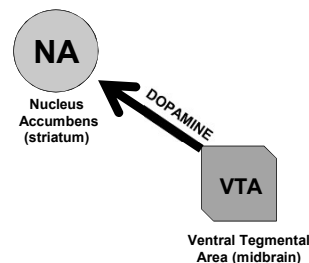 NA
Nucleus
Accumbens
(striatum)
DOPAMINE
VTA
Ventral Tegmental
Area (midbrain)